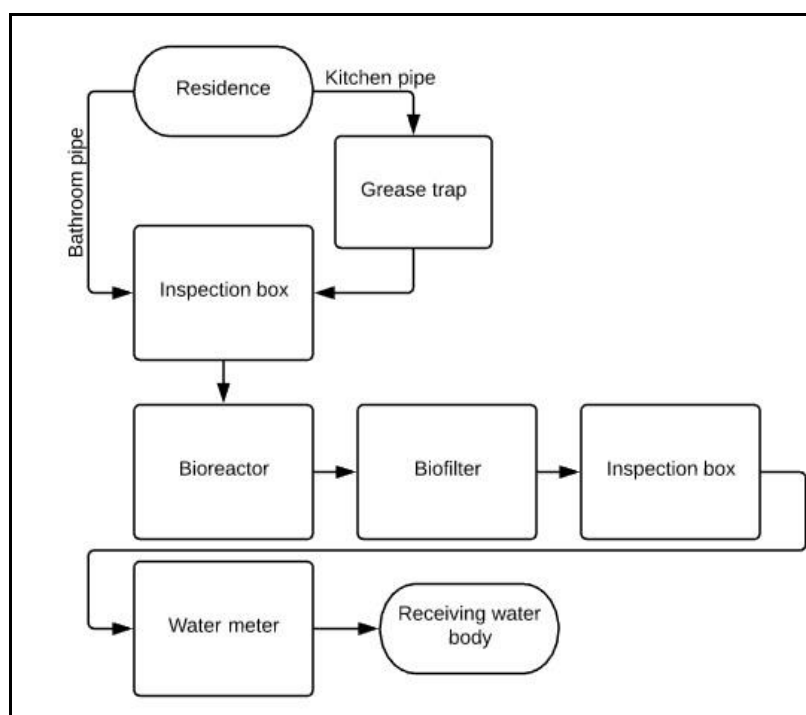 Residence
Kitchen pipe
Bathroom pipe
Grease trap
Inspection box
Bioreactor
Biofilter
Inspection box
Water meter
Receiving water
body